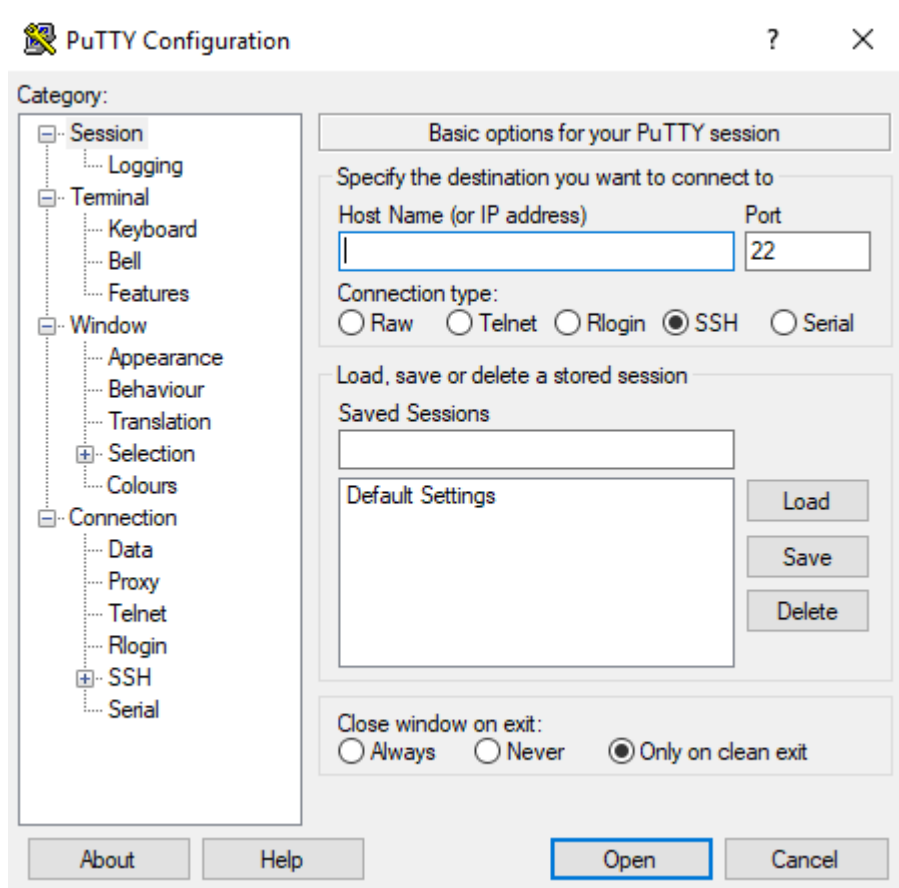 PuTTY Configuration
?
Category:
Session
Logging
Terminal
Keyboard
Bell
Features
Window
Appearance
Behaviour
Translation
Selection
Colours
Connection
Data
Proxy
Telnet
Rlogin
SSH
Serial
Basic options for your PuTTY session
Specify the destination you want to connect to
Host Name (or IP address) Port
22
Connection type:
Raw Telnet Rlogin SSH Serial
Load, save or delete a stored session
Saved Sessions
Default Settings
Load
Save
Delete
Close window on exit:
Always Never Only on clean exit
About Help Open Cancel